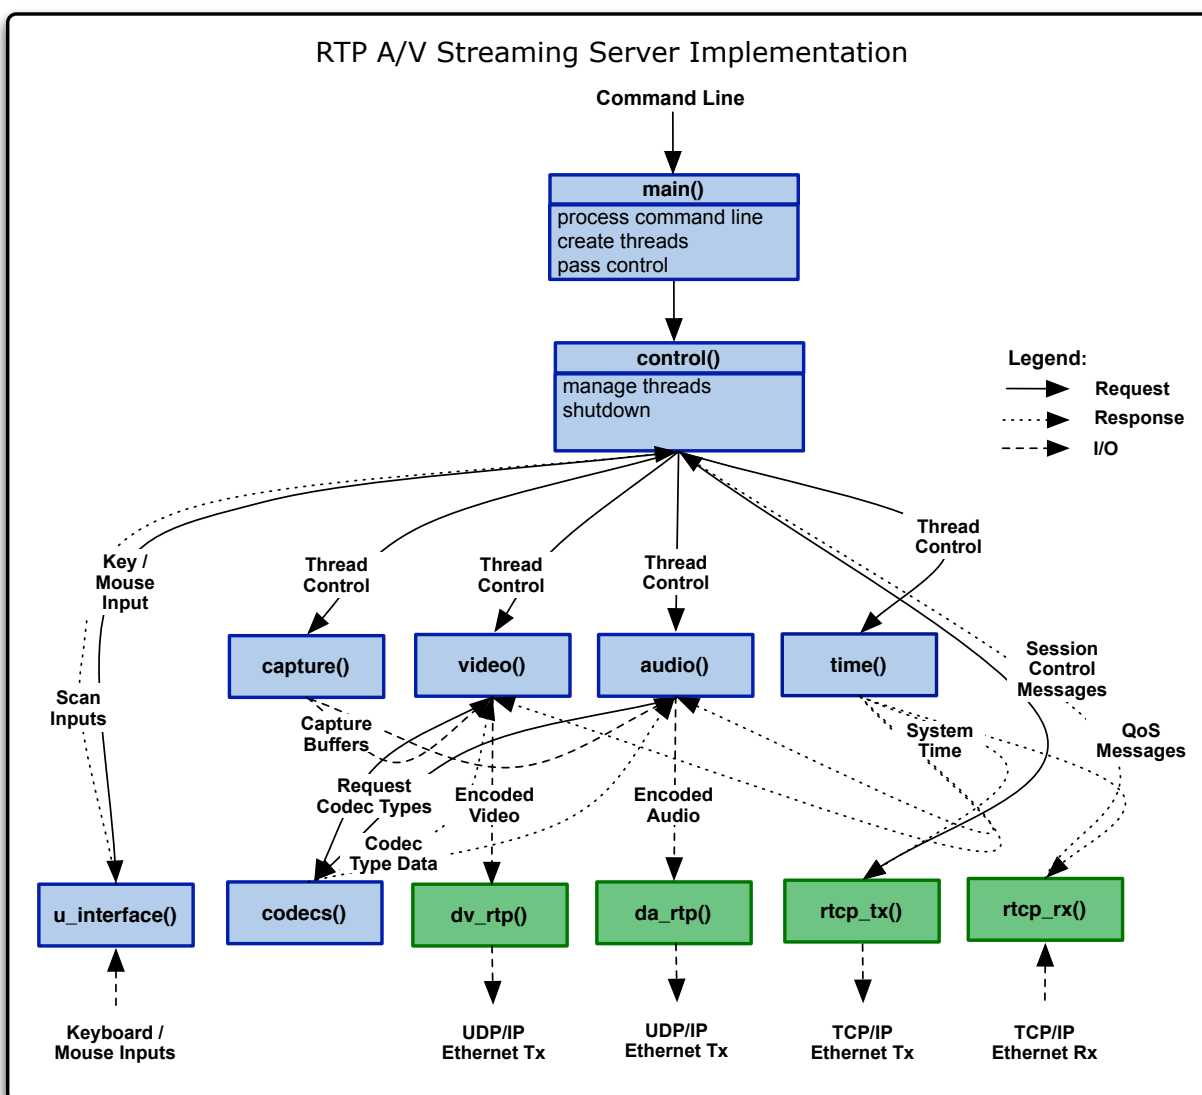 RTP A/V Streaming Server Implementation
Command Line
main()
process command line
create threads
pass control
control()
manage threads
shutdown
Legend:
Request
Response
I/O
Key /
Mouse
Input
Thread
Control
Thread
Control
Thread
Control
Thread
Control
capture()
video()
audio()
time()
Session
Control
Messages
Scan
Inputs
Capture
Buffers
System
Time
QoS
Messages
Request
Codec Types
Encoded
Video
Encoded
Audio
Codec
Type Data
u_interface()
codecs()
dv_rtp()
da_rtp()
rtcp_tx()
rtcp_rx()
Keyboard /
Mouse Inputs
UDP/IP
Ethernet Tx
UDP/IP
Ethernet Tx
TCP/IP
Ethernet Tx
TCP/IP
Ethernet Rx